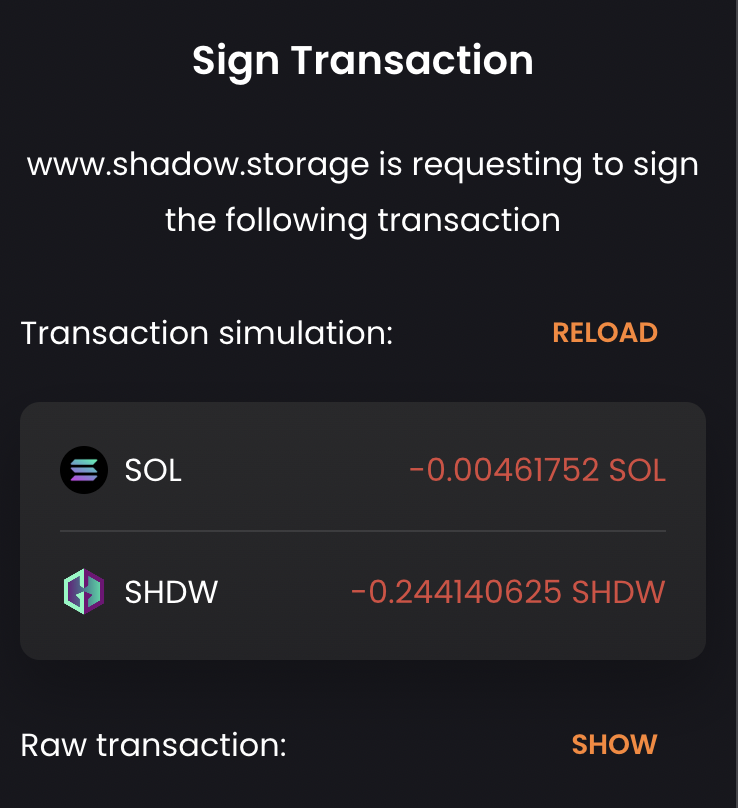 Sign Transaction
www.shadow.storage is requesting to sign
the following transaction
Transaction simulation: RELOAD
SOL -0.00461752 SOL
SHDW -0.244140625 SHDW
Raw transaction: SHOW